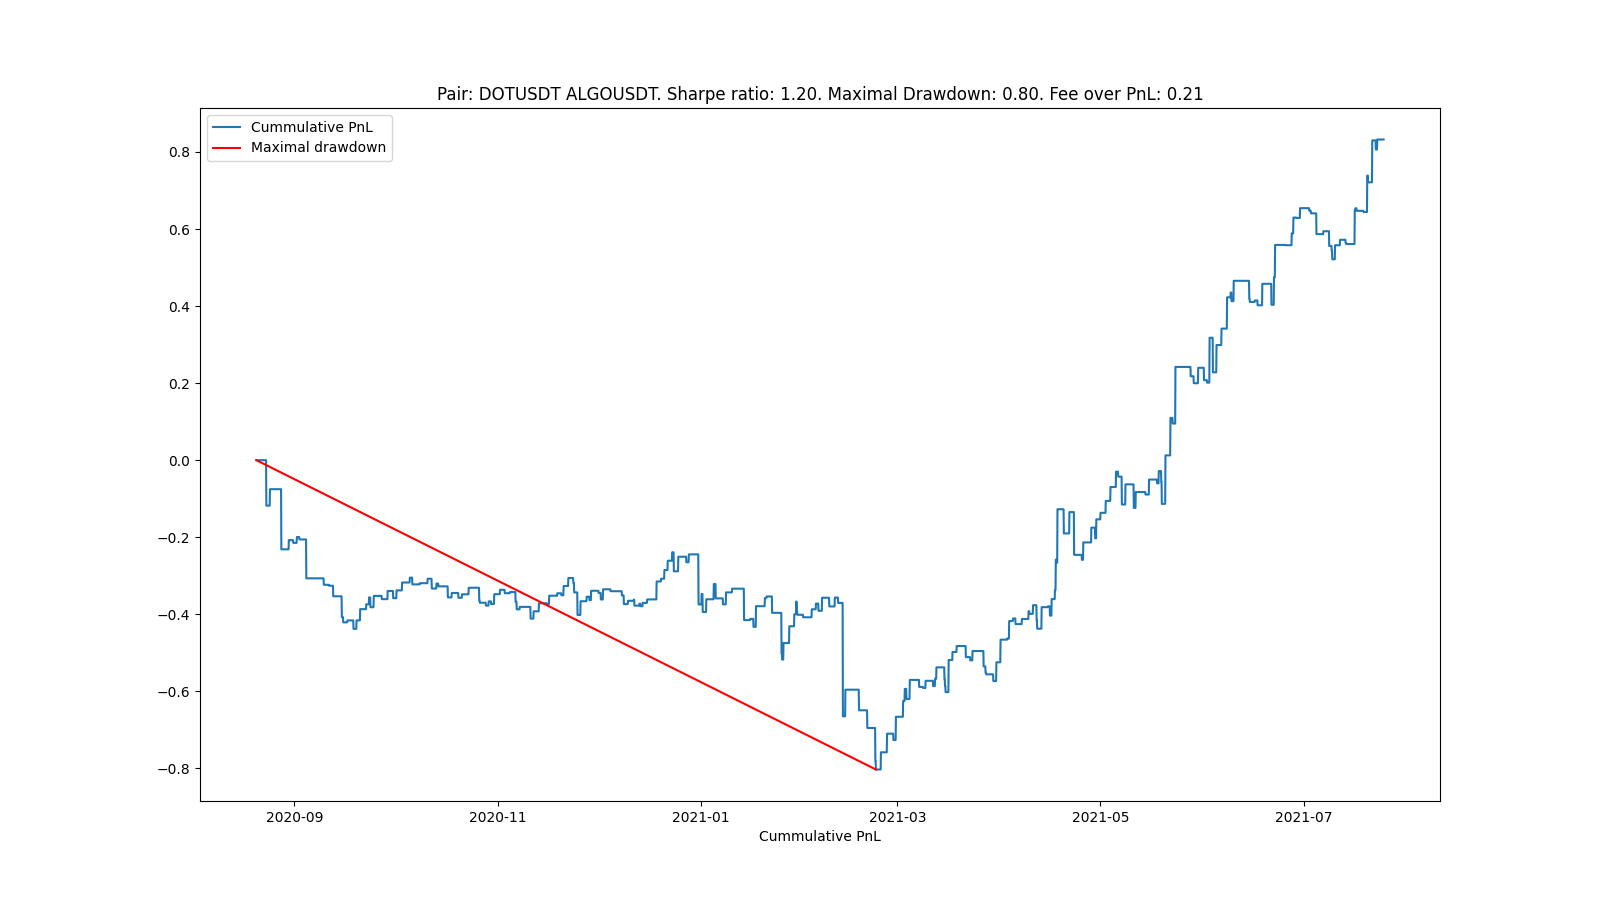 Pair: DOTUSDT ALGOUSDT. Sharpe ratio: 1.20. Maximal Drawdown: 0.80. Fee over PnL: 0.21
Cummulative PnL
Maximal drawdown
0.8
0.6
0.4
0.2
0.0
−0.2
−0.4
−0.6
−0.8
2020-09 2020-11 2021-01 2021-03 2021-05 2021-07
Cummulative PnL